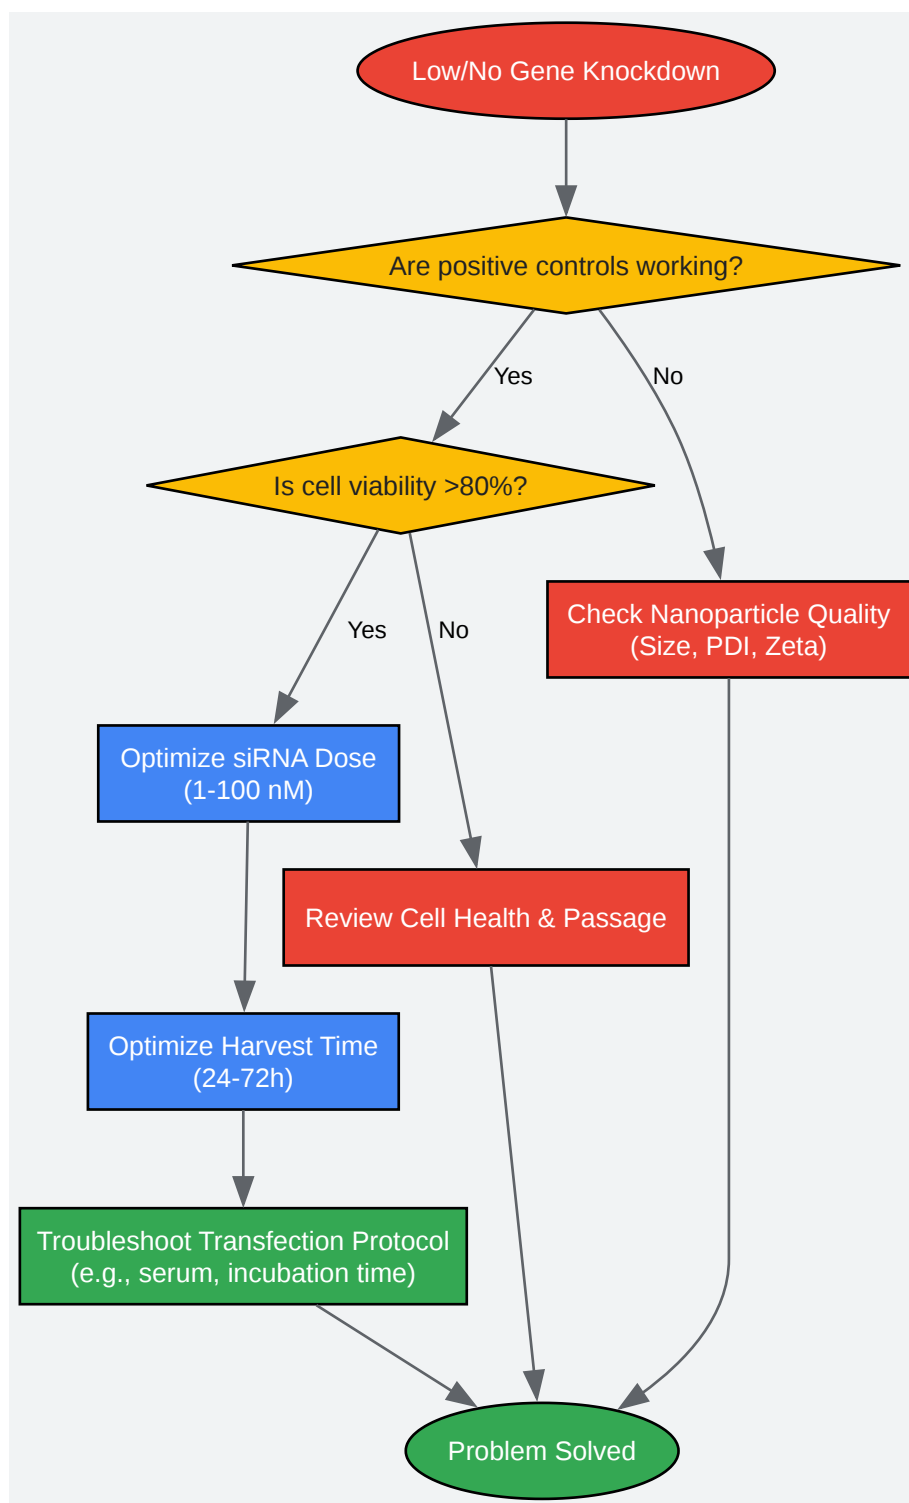 Low/No Gene Knockdown
Are positive controls working?
Yes
No
Is cell viability >80%?
Yes
No
Check Nanoparticle Quality
(Size, PDI, Zeta)
Optimize siRNA Dose
(1-100 nM)
Review Cell Health & Passage
Optimize Harvest Time
(24-72h)
Troubleshoot Transfection Protocol
(e.g., serum, incubation time)
Problem Solved